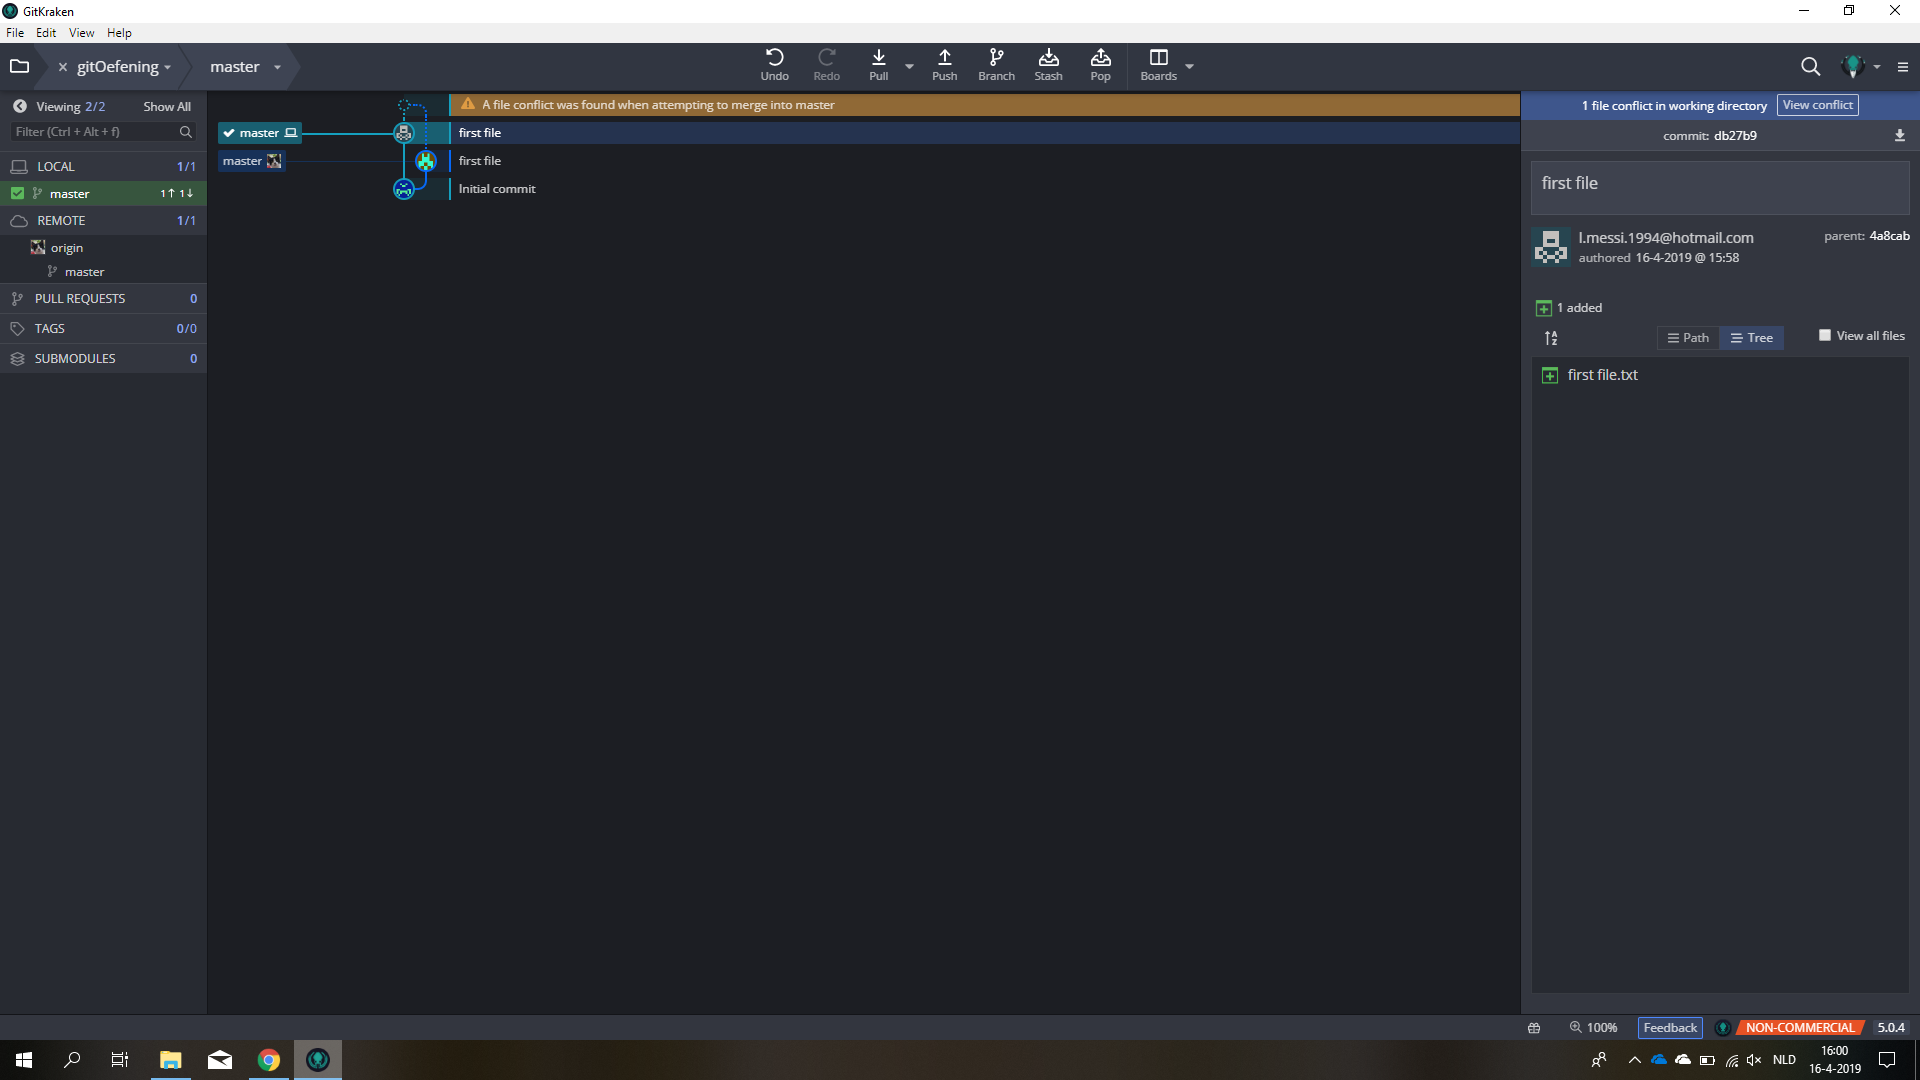 GitKraken
File Edit View Help
gitOefening
master
Undo
Redo
Pull
Push
Branch
Stash
Pop
Boards
Viewing 2/2 Show All
Filter (Ctrl + Alt + f)
LOCAL 1/1
master 1↑ 1↓
REMOTE 1/1
origin
master
PULL REQUESTS 0
TAGS 0/0
SUBMODULES 0
A file conflict was found when attempting to merge into master
master first file
master first file
Initial commit
1 file conflict in working directory View conflict
commit: db27b9
first file
l.messi.1994@hotmail.com parent: 4a8cab
authored 16-4-2019 @ 15:58
1 added
Path Tree View all files
first file.txt
100% Feedback NON-COMMERCIAL 5.0.4
NLD
16:00
16-4-2019